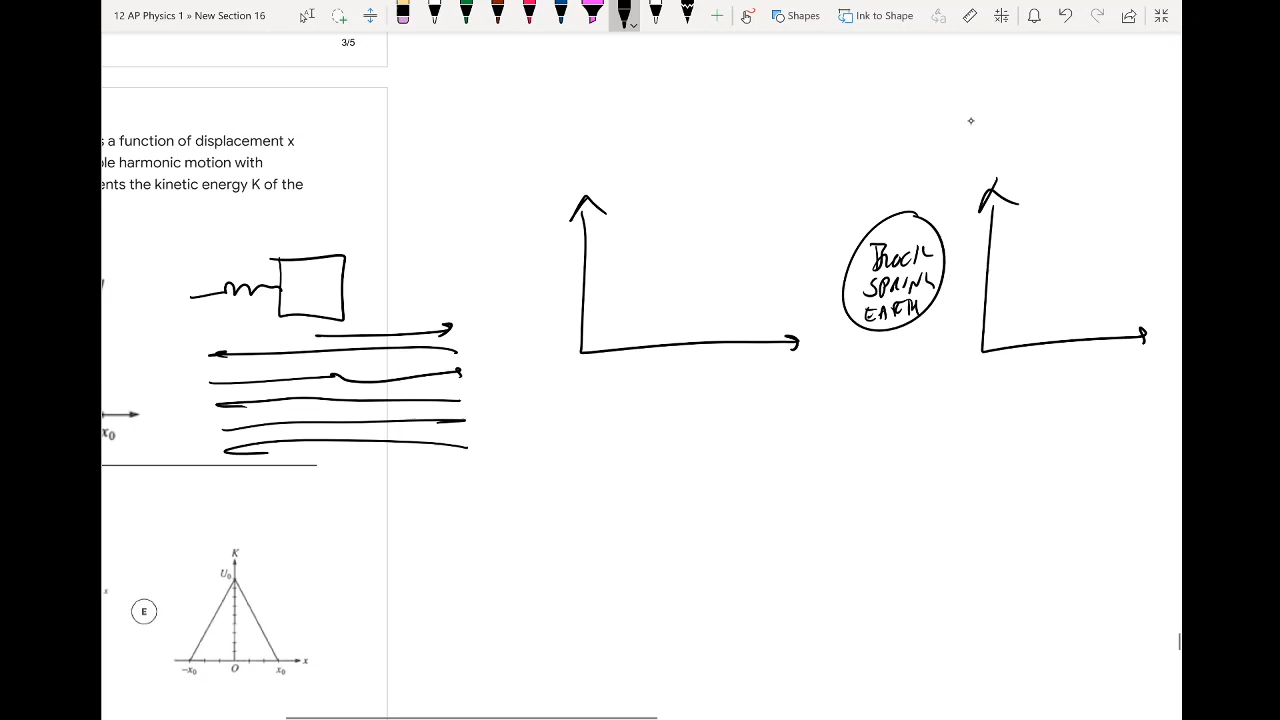 12 AP Physics 1 » New Section 16
Shapes
Ink to Shape
3/5
s a function of displacement x
le harmonic motion with
ents the kinetic energy K of the
BLOCK
SPRING
EARTH
x₀
K
U₀
x
E
-x₀
O
x₀
x